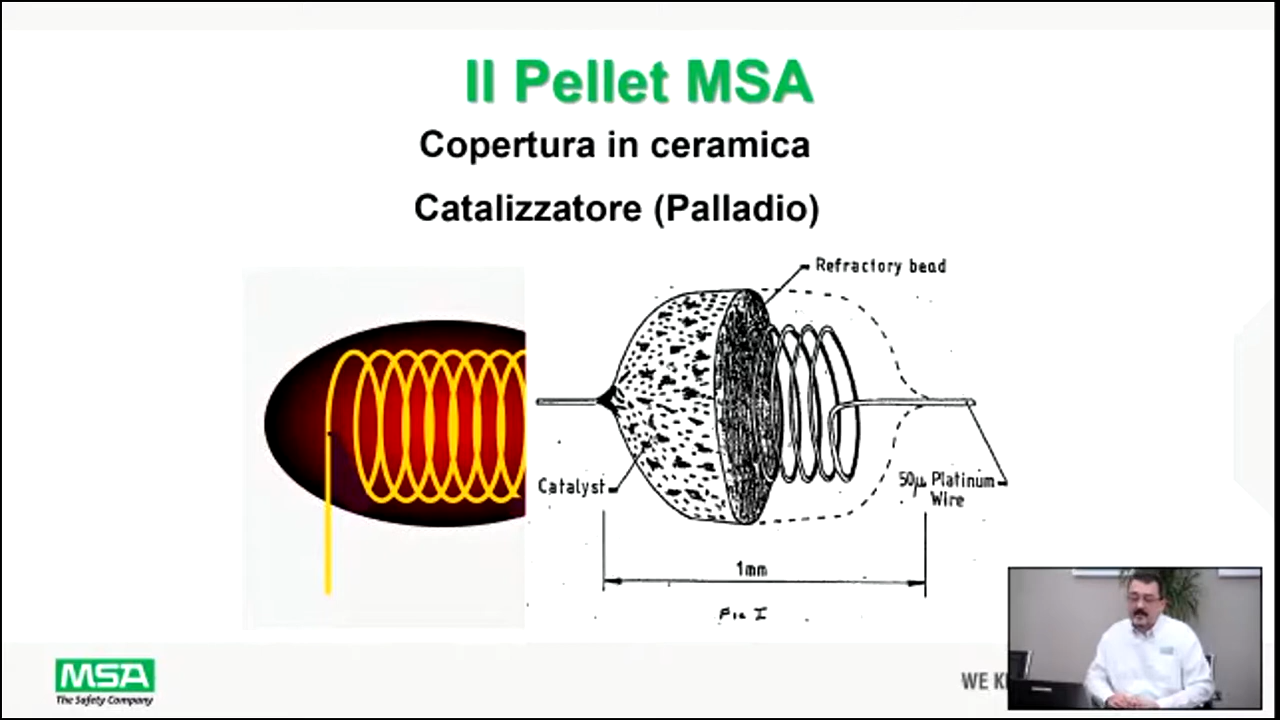 Il Pellet MSA
Copertura in ceramica
Catalizzatore (Palladio)
Refractory bead
Catalyst
50μ Platinum
Wire
1mm
FIG I
MSA
The Safety Company
WE